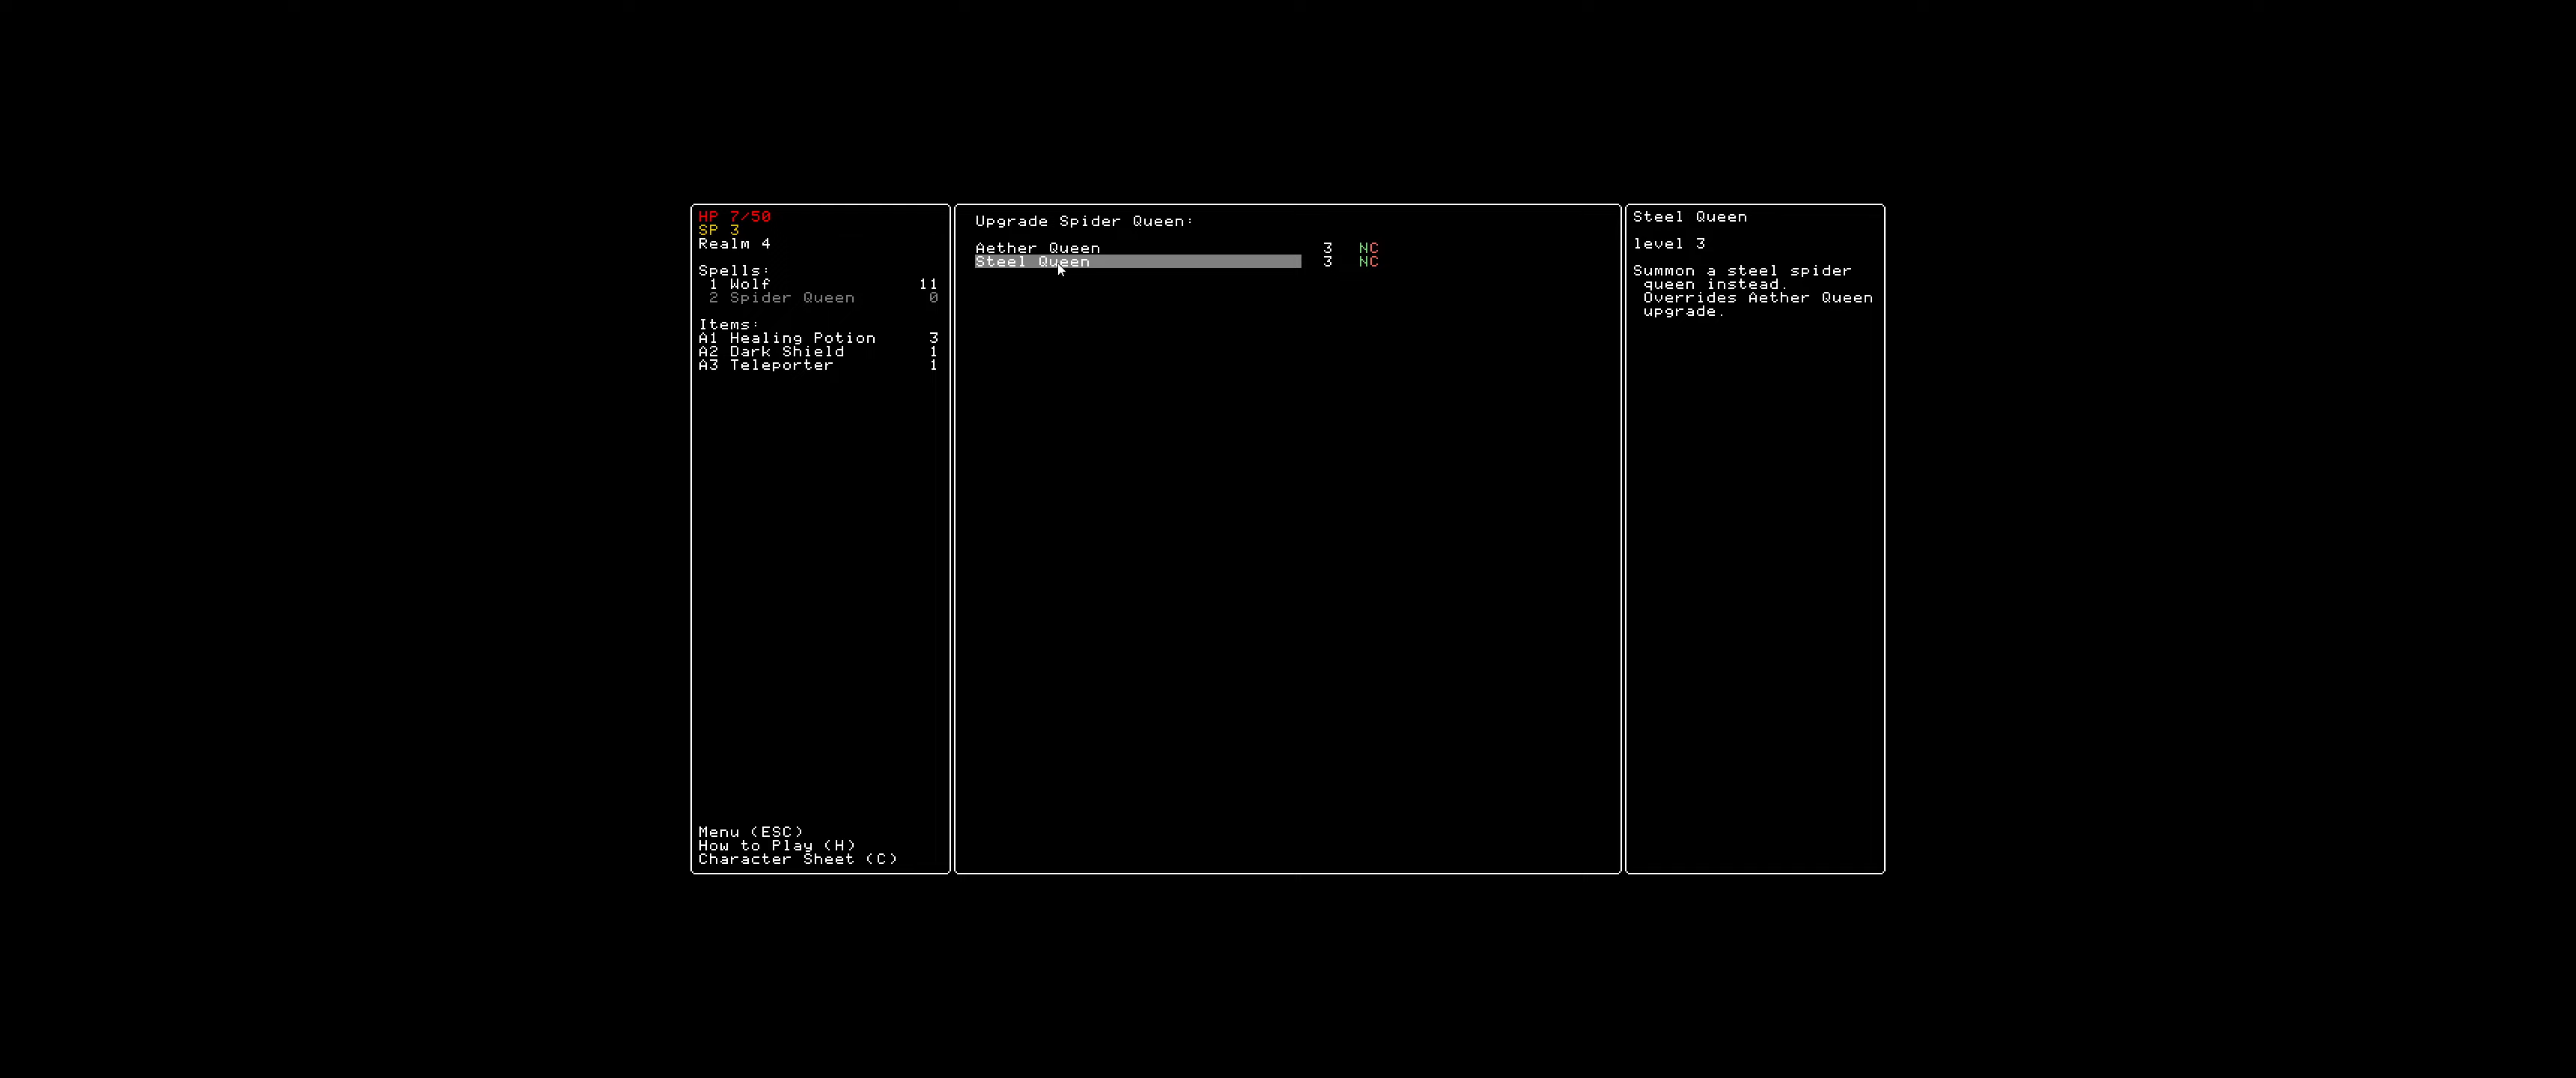 HP 7/50
SP 3
Realm 4
Spells:
1 Wolf 11
2 Spider Queen 0
Items:
A1 Healing Potion 3
A2 Dark Shield 1
A3 Teleporter 1
Menu (ESC)
How to Play (H)
Character Sheet (C)
Upgrade Spider Queen:
Aether Queen 3 NC
Steel Queen 3 NC
Steel Queen
level 3
Summon a steel spider
queen instead.
Overrides Aether Queen
upgrade.